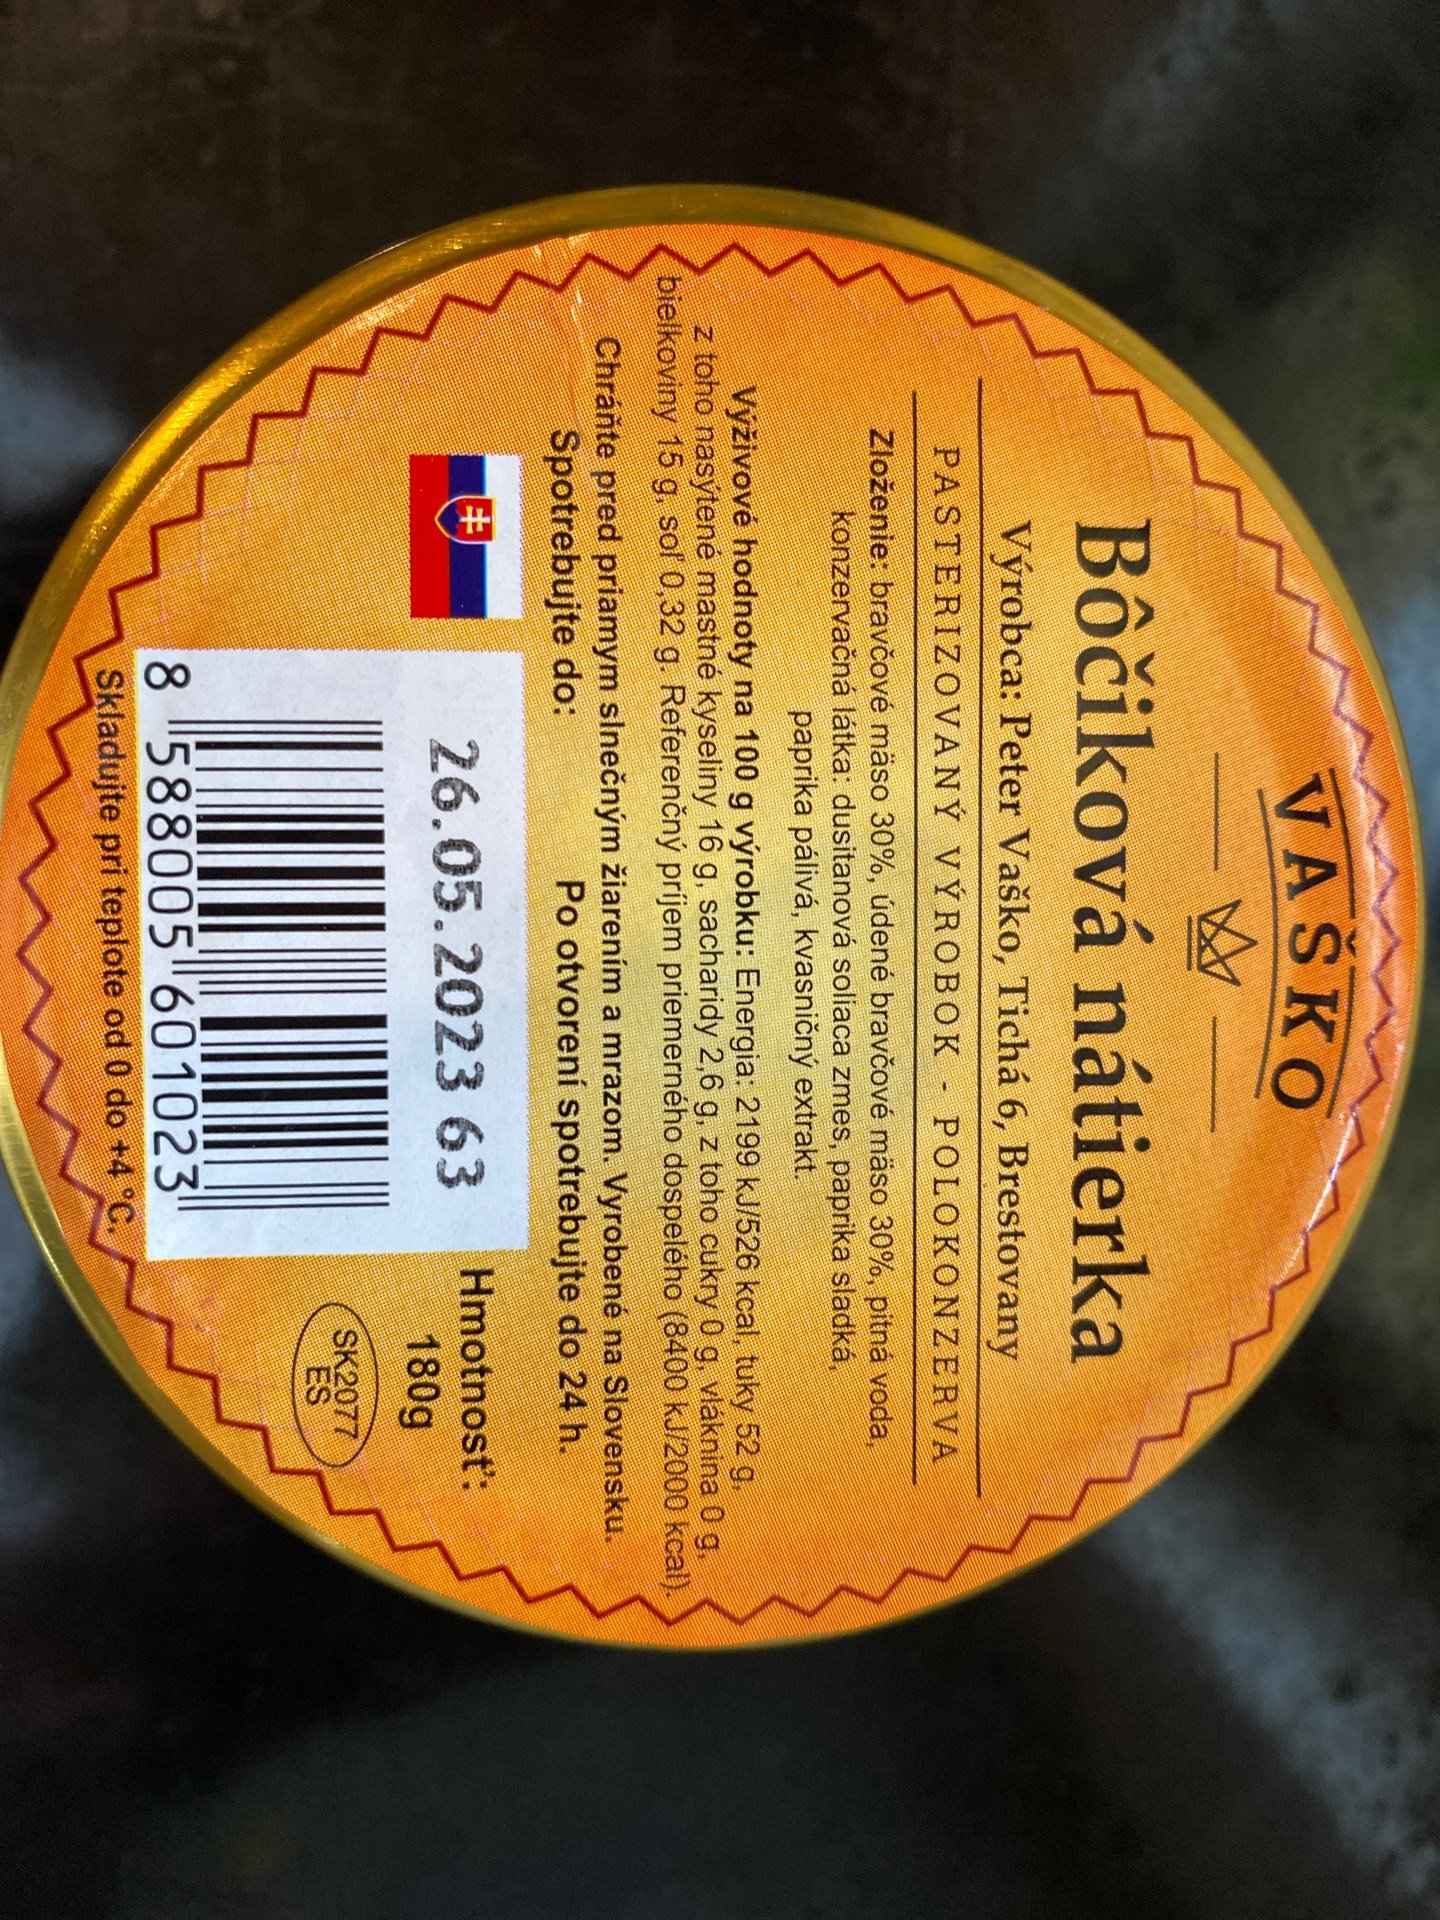 VAŠKO
Bôčiková nátierka
Výrobca: Peter Vaško, Tichá 6, Brestovany
PASTERIZOVANÝ VÝROBOK - POLOKONZERVA
Zloženie: bravčové mäso 30%, údené bravčové mäso 30%, pitná voda,
konzervačná látka: dusitanová soliaca zmes, paprika sladká,
paprika pálivá, kvasničný extrakt.
Výživové hodnoty na 100 g výrobku: Energia: 2199 kJ/526 kcal, tuky 52 g,
z toho nasýtené mastné kyseliny 16 g, sacharidy 2,6 g, z toho cukry 0 g, vláknina 0 g,
bielkoviny 15 g, soľ 0,32 g. Referenčný príjem priemerného dospelého (8400 kJ/2000 kcal).
Chráňte pred priamym slnečným žiarením a mrazom. Vyrobené na Slovensku.
Spotrebujte do: Po otvorení spotrebujte do 24 h.
26.05.2023 63
Hmotnosť:
180g
SK2077
ES
8 588005 601023
Skladujte pri teplote od 0 do +4 °C.